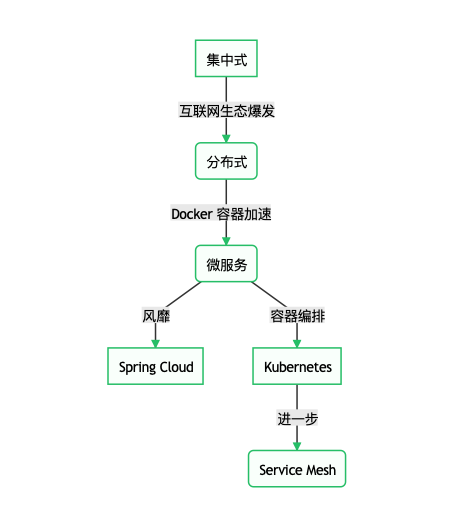 集中式
互联网生态爆发
分布式
Docker 容器加速
微服务
风靡
容器编排
Spring Cloud
Kubernetes
进一步
Service Mesh